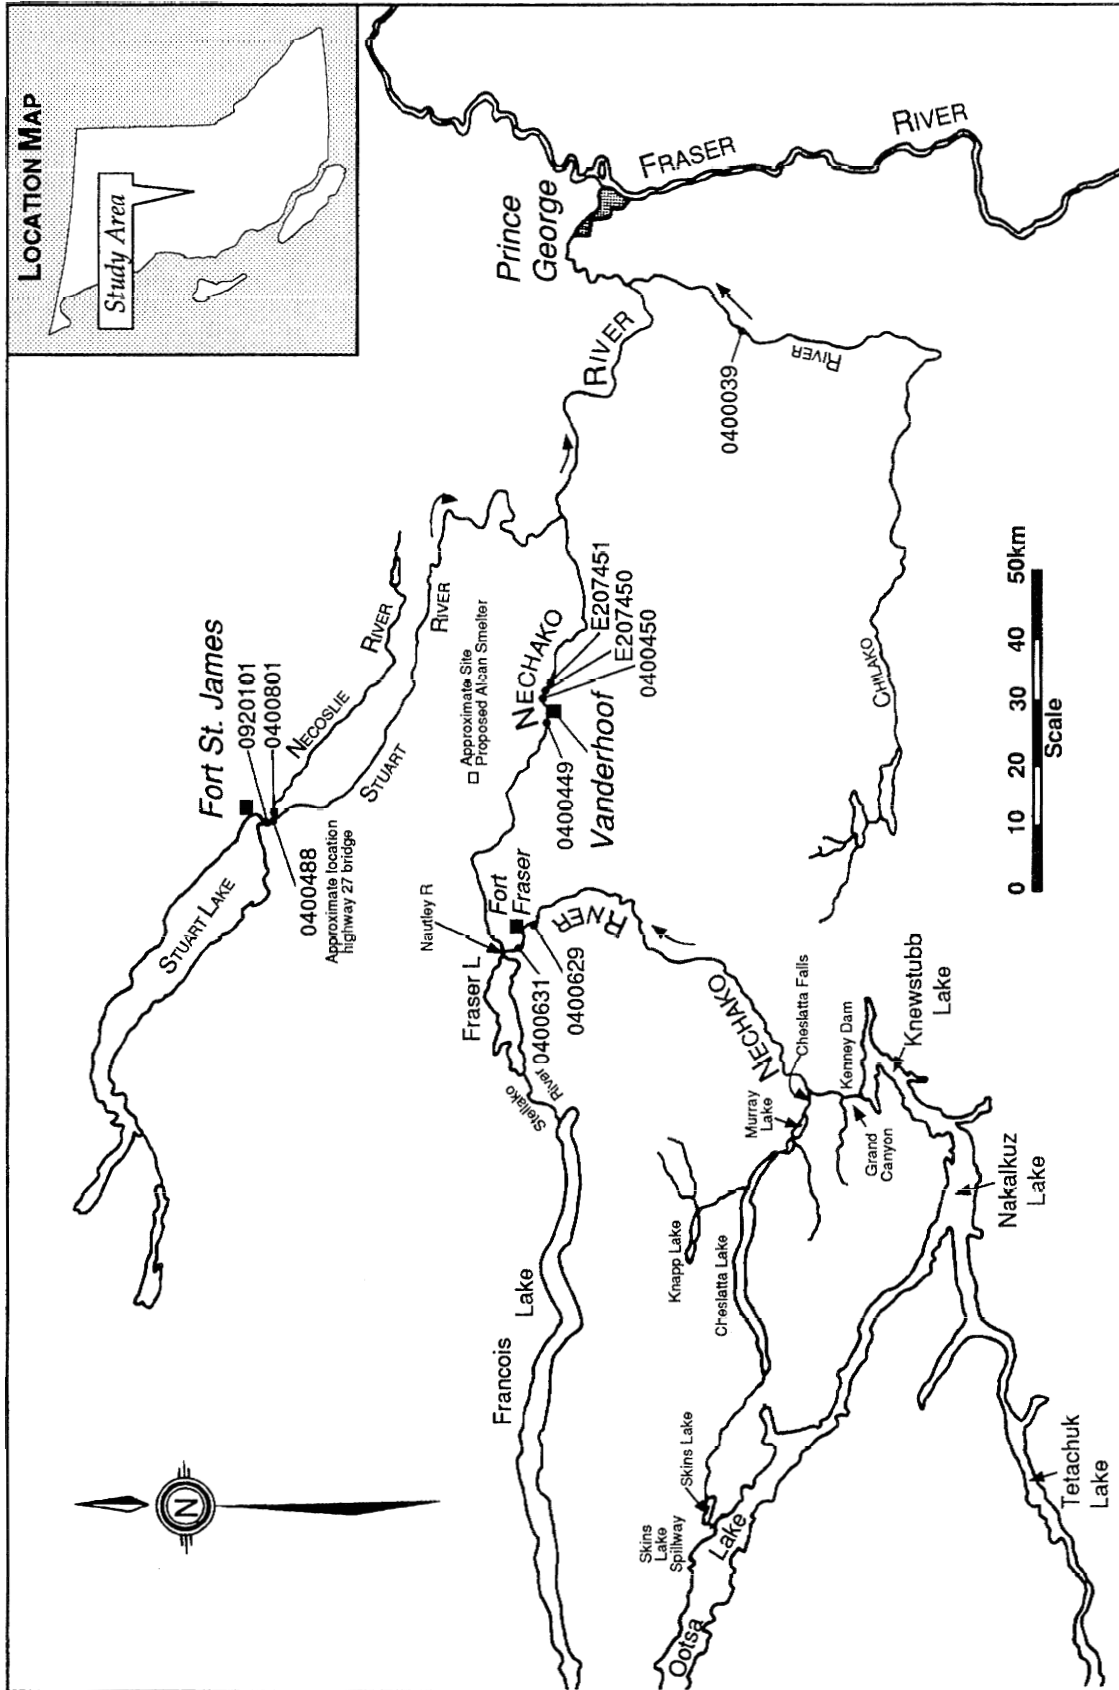 LOCATION MAP
Study Area
Fort St. James
0920101
0400801
0400488
Approximate location
highway 27 bridge
STUART LAKE
NECOSLIE
RIVER
STUART
RIVER
□ Approximate Site
Proposed Alcan Smelter
Prince
George
FRASER
RIVER
NECHAKO
RIVER
E207451
E207450
0400450
0400449
Vanderhoof
Nautley R
Fort
Fraser
Fraser L
0400631
0400629
Stellako
River
Francois
Lake
NECHAKO
RIVER
Cheslatta Falls
Murray
Lake
Kenney Dam
Grand
Canyon
Knewstubb
Lake
Knapp Lake
Cheslatta Lake
Nakalkuz
Lake
Skins Lake
Skins
Lake
Spillway
Ootsa
Lake
Tetachuk
Lake
0400039
RIVER
CHILAKO
0 10 20 30 40 50km
Scale
N